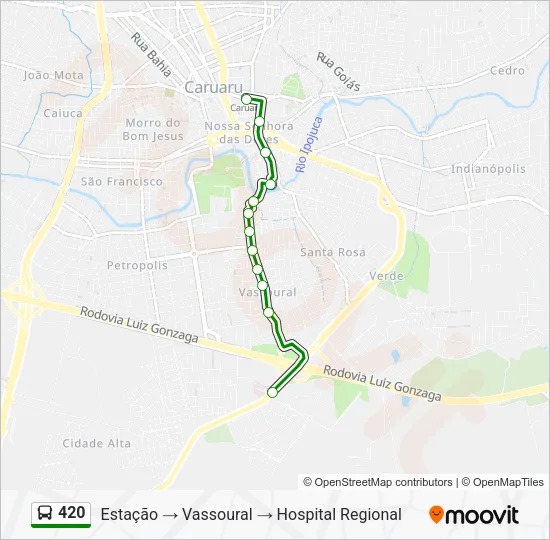 Rua Bahia
Rua Goiás
João Mota
Cedro
Caruaru
Carua
Caiuca
Nossa Senhora
das Dores
Morro do
Bom Jesus
Rio Ipojuca
Indianópolis
São Francisco
Santa Rosa
Petropolis
Verde
Vassoural
Rodovia Luiz Gonzaga
Rodovia Luiz Gonzaga
Cidade Alta
© OpenStreetMap contributors | © OpenMapTiles
420 Estação → Vassoural → Hospital Regional
moovit